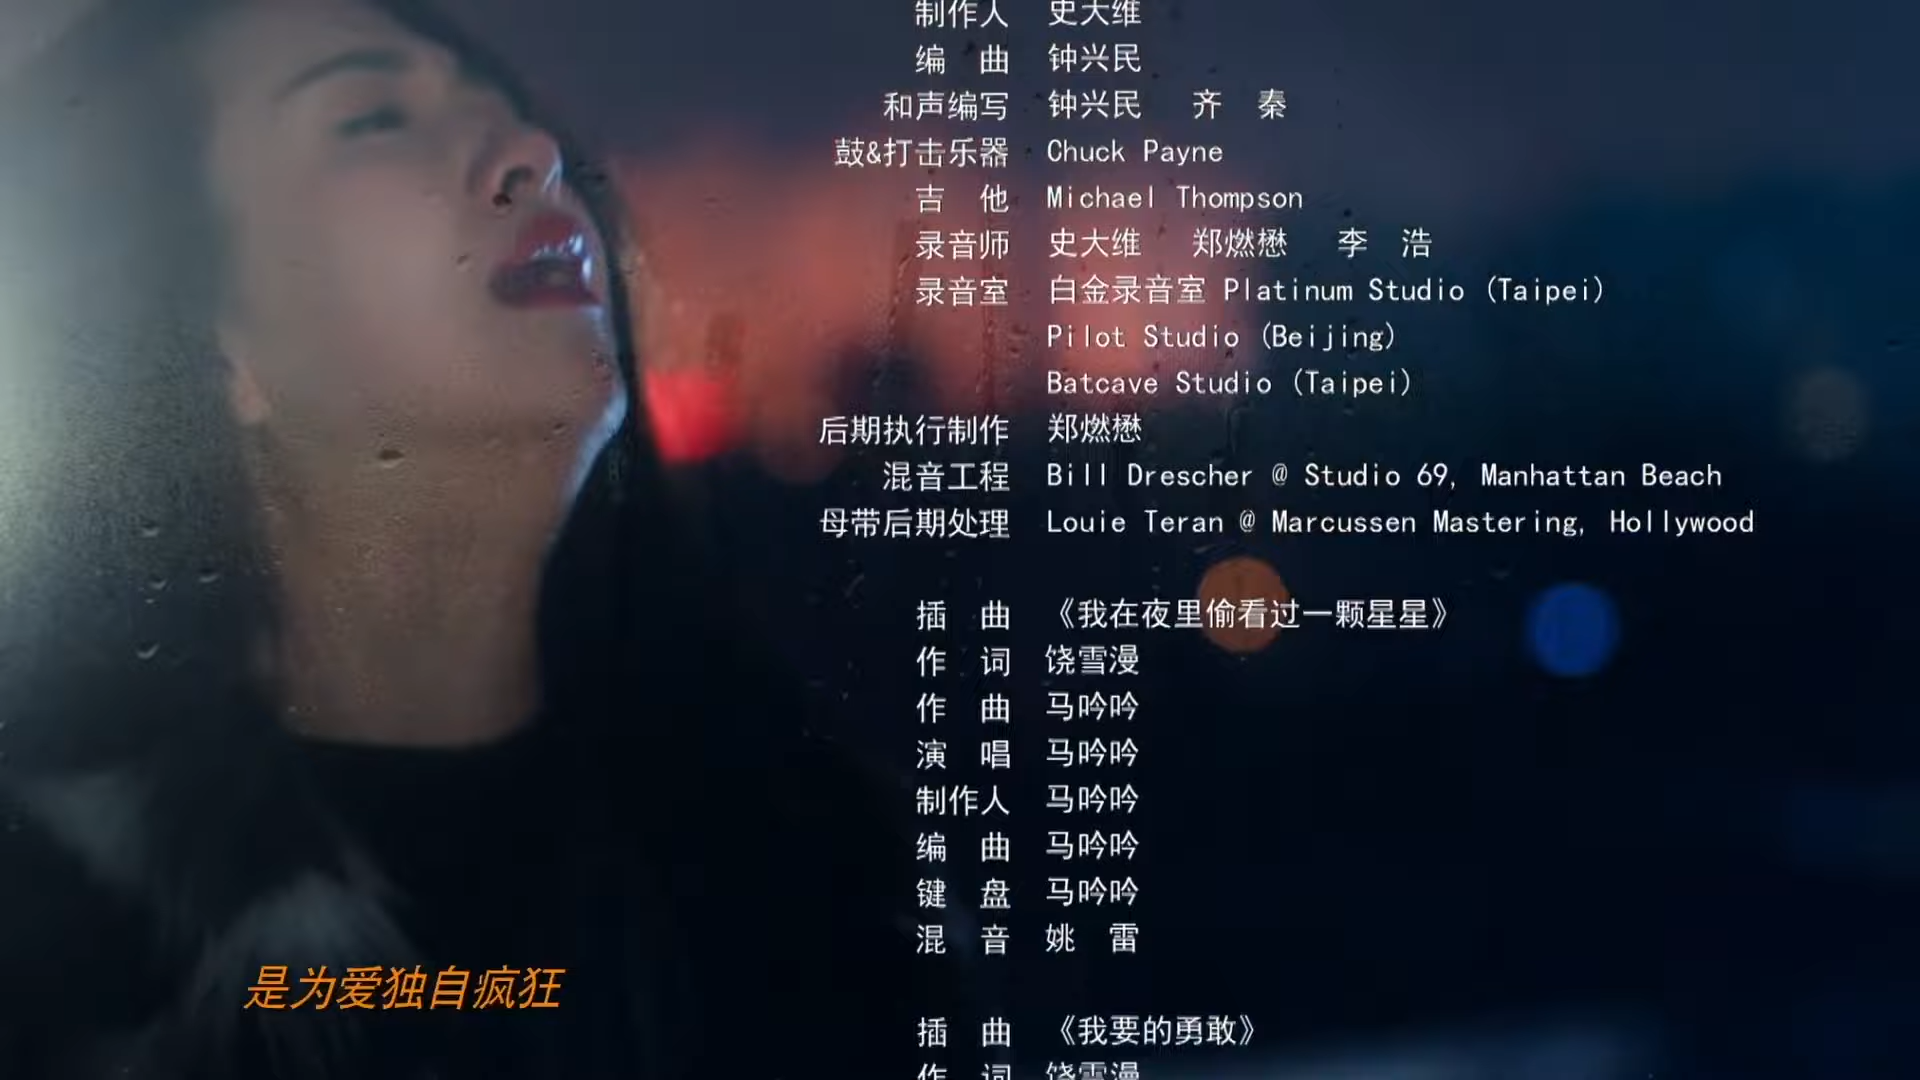 制作人 史大维
编 曲 钟兴民
和声编写 钟兴民 齐 秦
鼓&打击乐器 Chuck Payne
吉 他 Michael Thompson
录音师 史大维 郑燃懋 李 浩
录音室 白金录音室 Platinum Studio (Taipei)
Pilot Studio (Beijing)
Batcave Studio (Taipei)
后期执行制作 郑燃懋
混音工程 Bill Drescher @ Studio 69, Manhattan Beach
母带后期处理 Louie Teran @ Marcussen Mastering, Hollywood
插 曲 《我在夜里偷看过一颗星星》
作 词 饶雪漫
作 曲 马吟吟
演 唱 马吟吟
制作人 马吟吟
编 曲 马吟吟
键 盘 马吟吟
混 音 姚 雷
是为爱独自疯狂
插 曲 《我要的勇敢》
作 词 饶雪漫